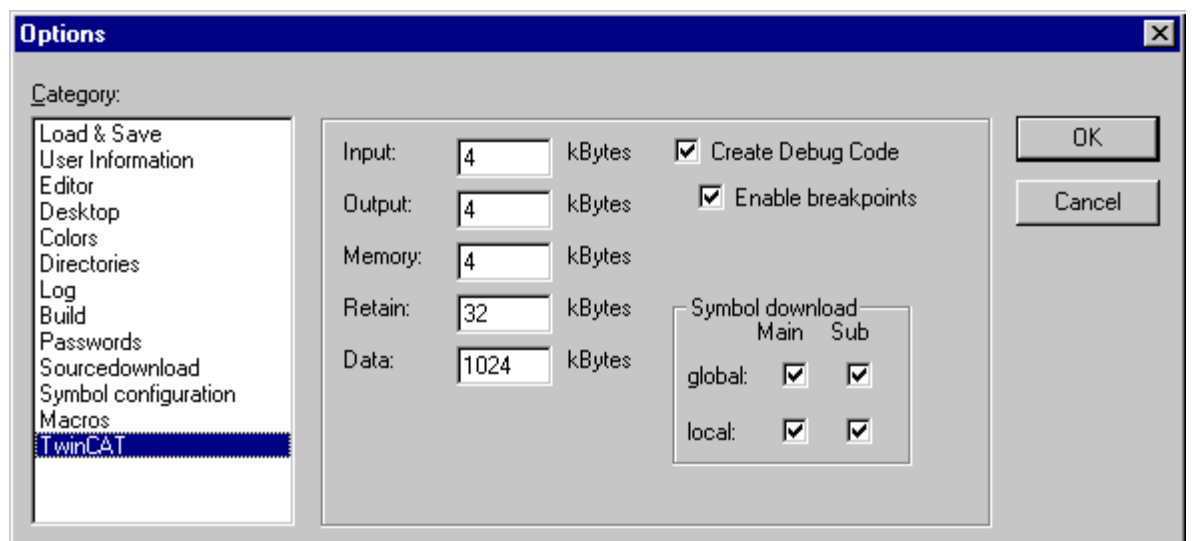 Options
Category:
Load & Save
User Information
Editor
Desktop
Colors
Directories
Log
Build
Passwords
Sourcedownload
Symbol configuration
Macros
TwinCAT
Input: 4 kBytes
Output: 4 kBytes
Memory: 4 kBytes
Retain: 32 kBytes
Data: 1024 kBytes
Create Debug Code
Enable breakpoints
Symbol download
Main Sub
global:
local:
OK
Cancel